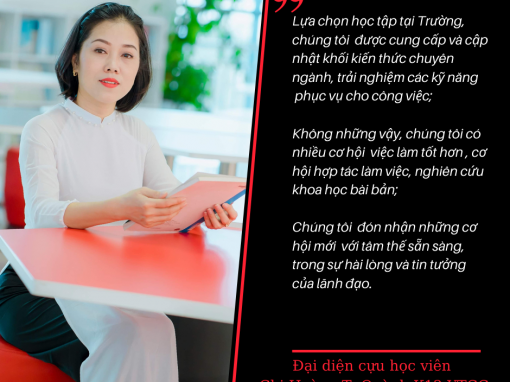 Lựa chọn học tập tại Trường,
chúng tôi được cung cấp và cập
nhật khối kiến thức chuyên
ngành, trải nghiệm các kỹ năng
phục vụ cho công việc;
Không những vậy, chúng tôi có
nhiều cơ hội việc làm tốt hơn , cơ
hội hợp tác làm việc, nghiên cứu
khoa học bài bản;
Chúng tôi đón nhận những cơ
hội mới với tâm thế sẵn sàng,
trong sự hài lòng và tin tưởng
của lãnh đạo.
Đại diện cựu học viên